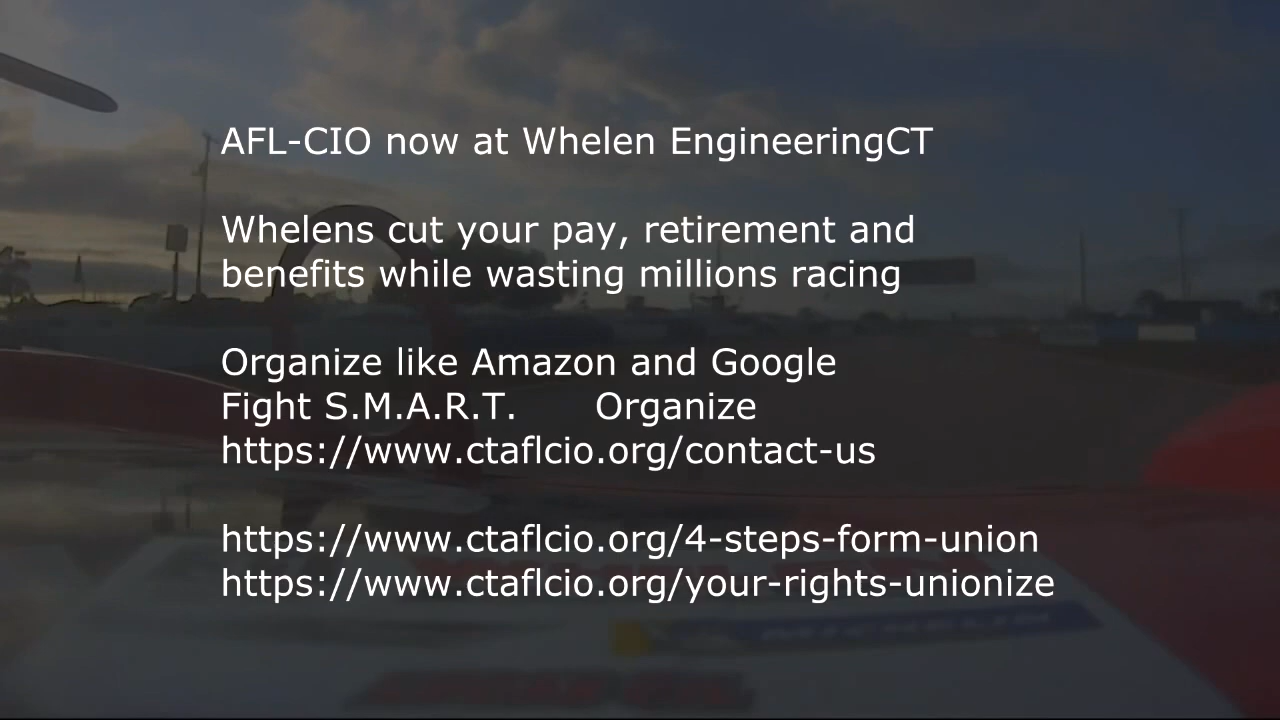 AFL-CIO now at Whelen EngineeringCT
Whelens cut your pay, retirement and
benefits while wasting millions racing
Organize like Amazon and Google
Fight S.M.A.R.T. Organize
https://www.ctaflcio.org/contact-us
https://www.ctaflcio.org/4-steps-form-union
https://www.ctaflcio.org/your-rights-unionize
MICHELIN